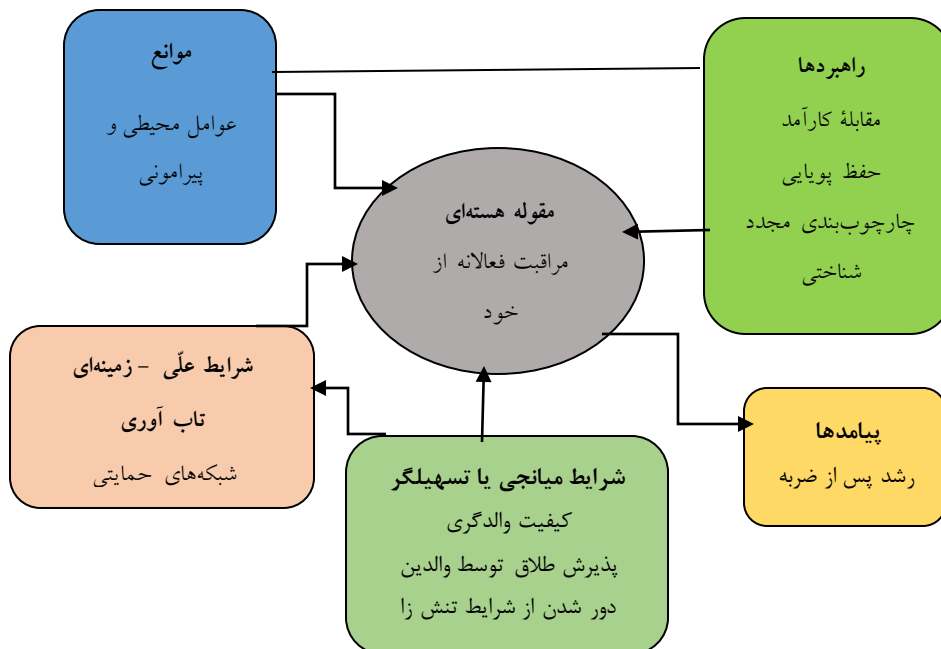 موانع
عوامل محیطی و
پیرامونی
راهبردها
مقابلۀ کارآمد
حفظ پویایی
چارچوب‌بندی مجدد
شناختی
مقوله هسته‌ای
مراقبت فعالانه از
خود
شرایط علّی - زمینه‌ای
تاب آوری
شبکه‌های حمایتی
شرایط میانجی یا تسهیلگر
کیفیت والدگری
پذیرش طلاق توسط والدین
دور شدن از شرایط تنش زا
پیامدها
رشد پس از ضربه